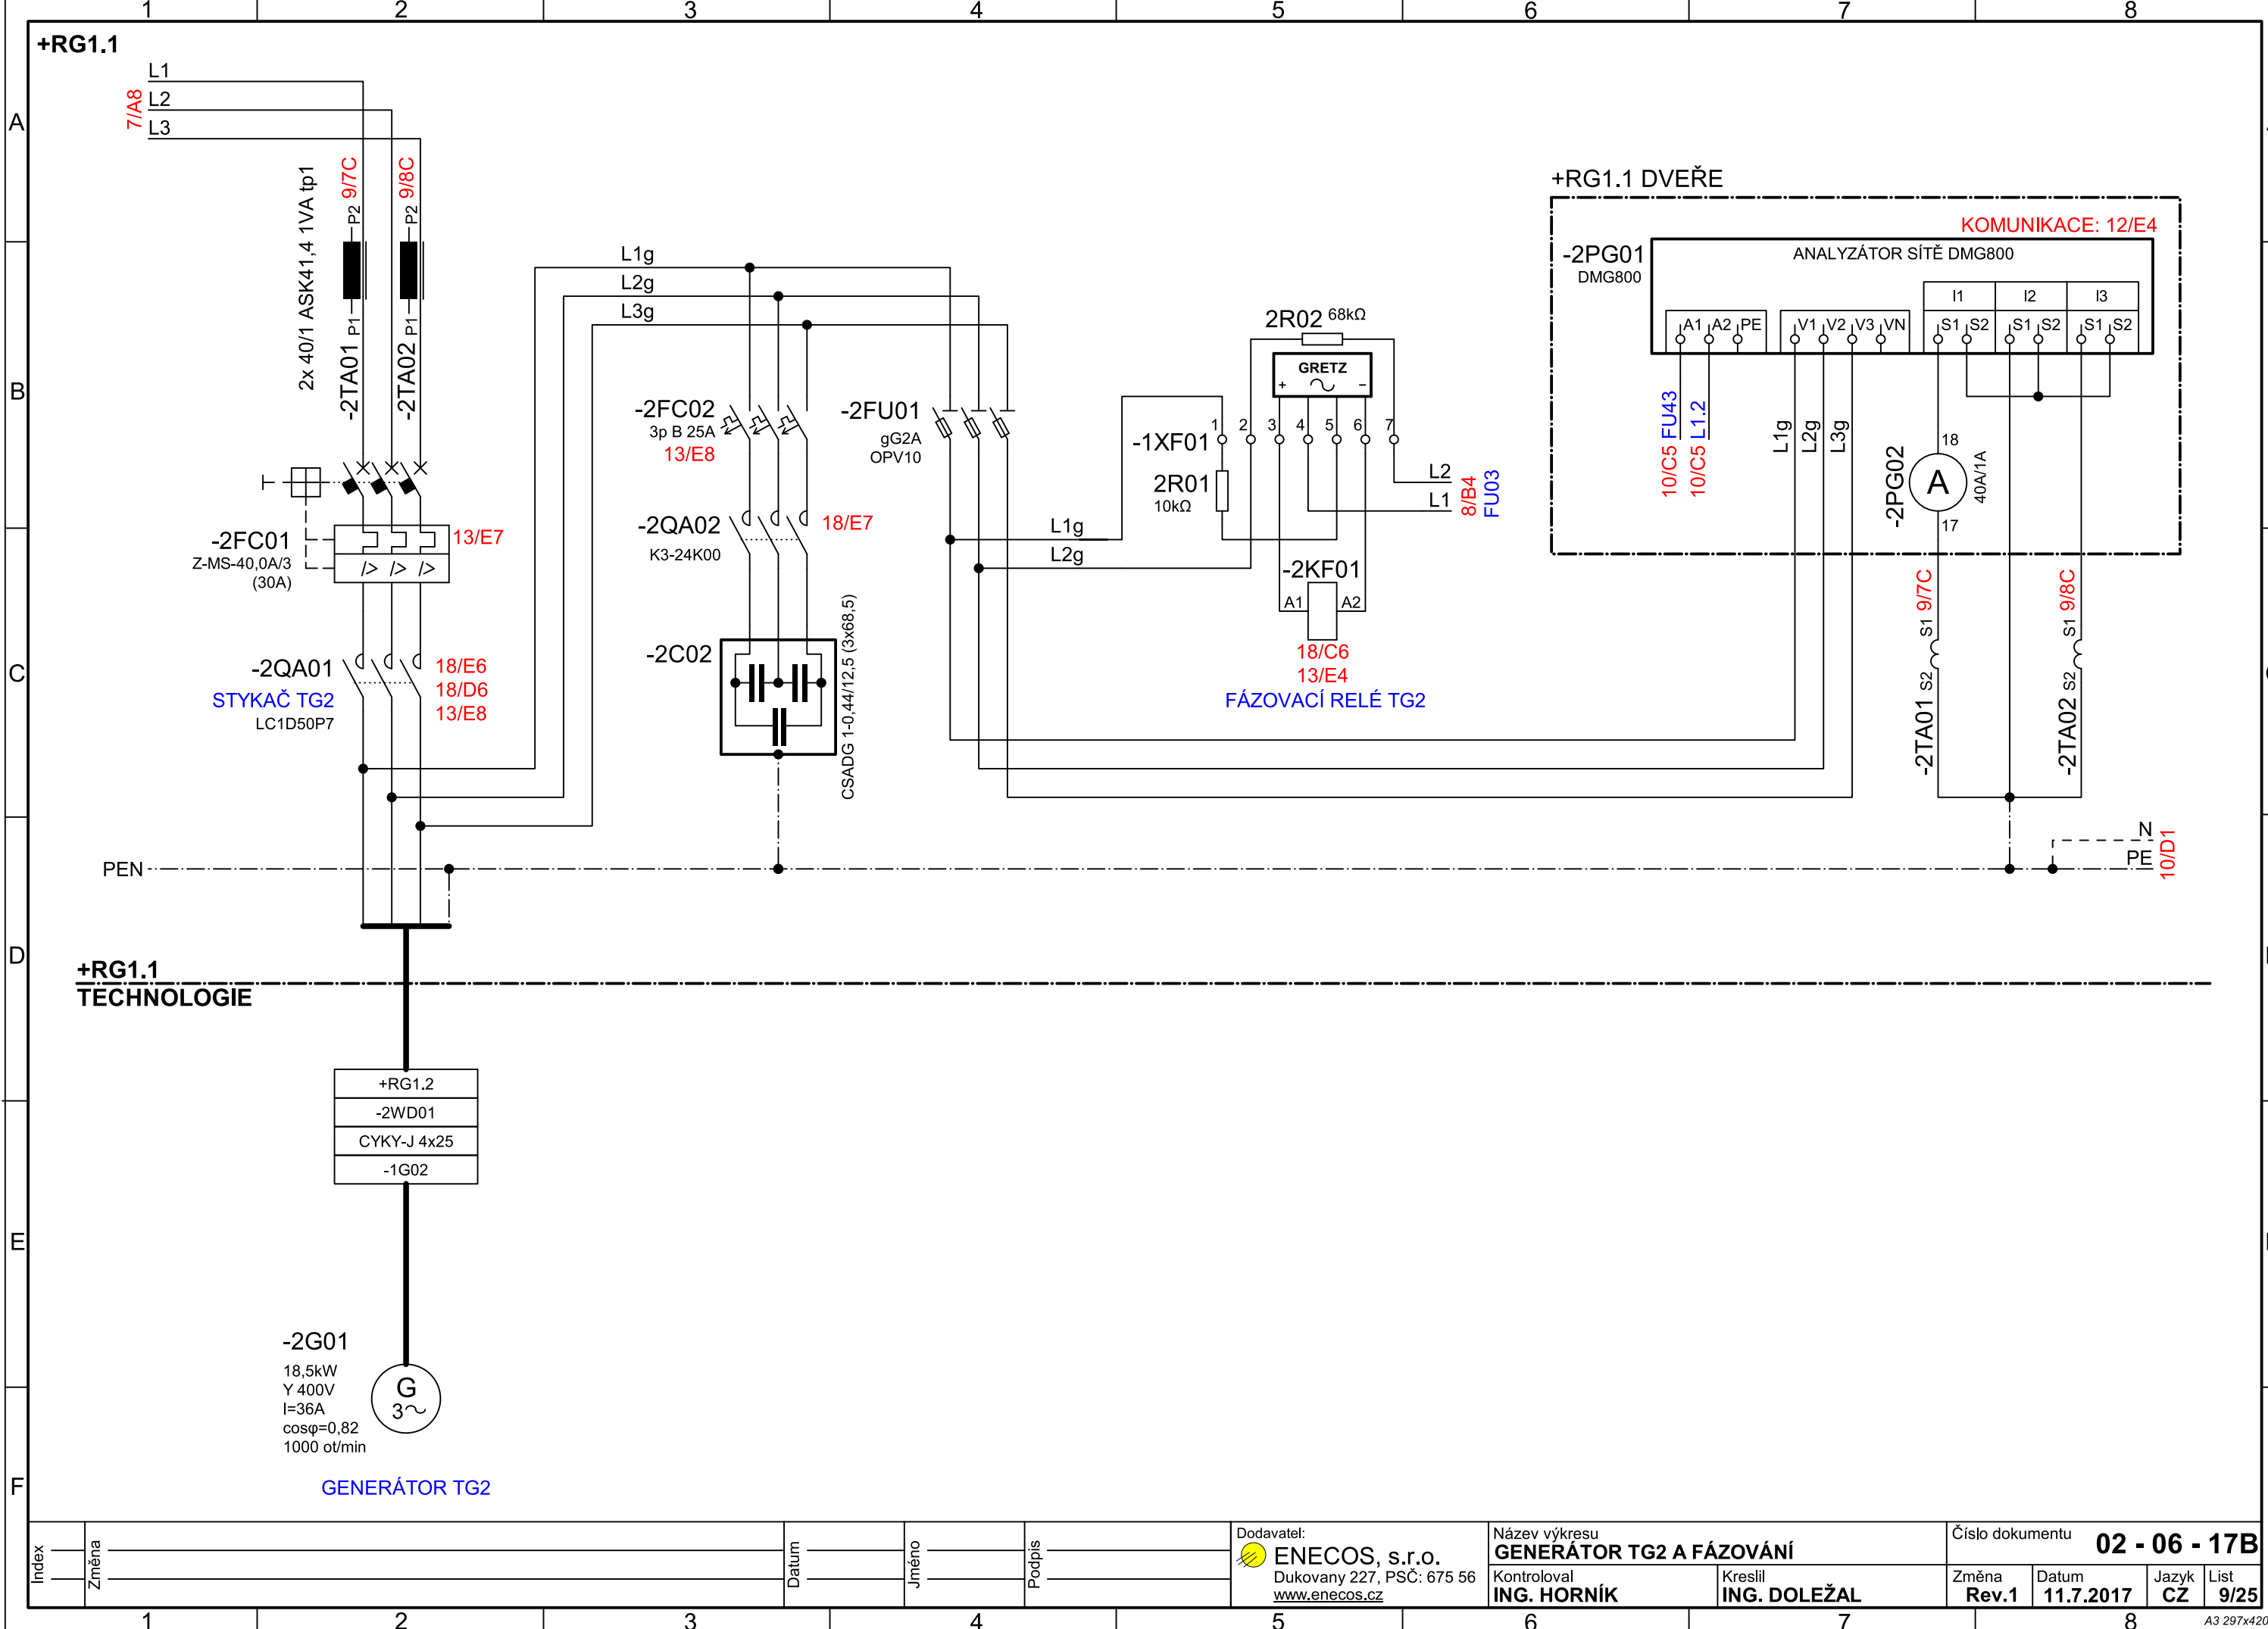 1 2 3 4 5 6 7 8
+RG1.1
A
B
C
D
E
F
L1
L2
L3
7/A8
2x 40/1 ASK41,4 1VA tp1
-2TA01 P1 P2 9/7C
-2TA02 P1 P2 9/8C
-2FC01
Z-MS-40,0A/3
(30A)
13/E7
I> I> I>
-2QA01
STYKAČ TG2
LC1D50P7
18/E6
18/D6
13/E8
L1g
L2g
L3g
-2FC02
3p B 25A
13/E8
-2QA02
K3-24K00
18/E7
-2C02
CSADG 1-0,44/12,5 (3x68,5)
-2FU01
gG2A
OPV10
L1g
L2g
2R02 68kΩ
GRETZ
+ −
1 2 3 4 5 6 7
-1XF01
2R01
10kΩ
L2
L1
8/B4
FU03
-2KF01
A1 A2
18/C6
13/E4
FÁZOVACÍ RELÉ TG2
+RG1.1 DVEŘE
KOMUNIKACE: 12/E4
-2PG01
DMG800
ANALYZÁTOR SÍTĚ DMG800
I1 I2 I3
A1 A2 PE V1 V2 V3 VN S1 S2 S1 S2 S1 S2
10/C5 FU43
10/C5 L1.2
L1g
L2g
L3g
-2PG02
18
A
17
40A/1A
-2TA01 S2 S1 9/7C
-2TA02 S2 S1 9/8C
PEN
N
PE
10/D1
+RG1.1
TECHNOLOGIE
+RG1.2
-2WD01
CYKY-J 4x25
-1G02
-2G01
18,5kW
Y 400V
I=36A
cosφ=0,82
1000 ot/min
G
3~
GENERÁTOR TG2
Index
Změna
Datum
Jméno
Podpis
Dodavatel:
ENECOS, s.r.o.
Dukovany 227, PSČ: 675 56
www.enecos.cz
Název výkresu
GENERÁTOR TG2 A FÁZOVÁNÍ
Číslo dokumentu
02 - 06 - 17B
Kontroloval
ING. HORNÍK
Kreslil
ING. DOLEŽAL
Změna
Rev.1
Datum
11.7.2017
Jazyk
CZ
List
9/25
1 2 3 4 5 6 7 8
A3 297x420